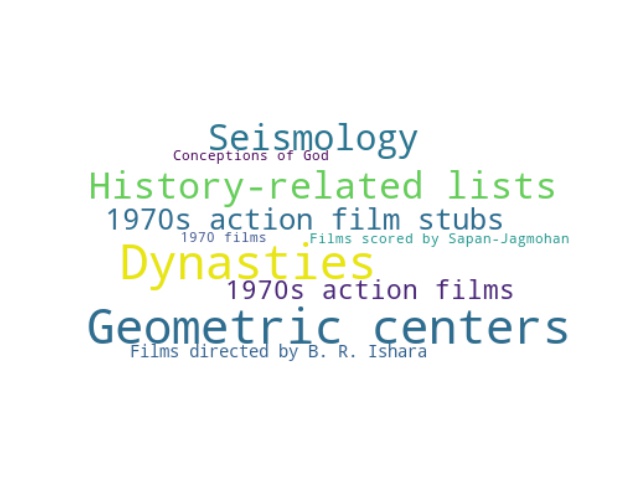 Seismology
Conceptions of God
History-related lists
1970s action film stubs
1970 films
Films scored by Sapan-Jagmohan
Dynasties
1970s action films
Geometric centers
Films directed by B. R. Ishara